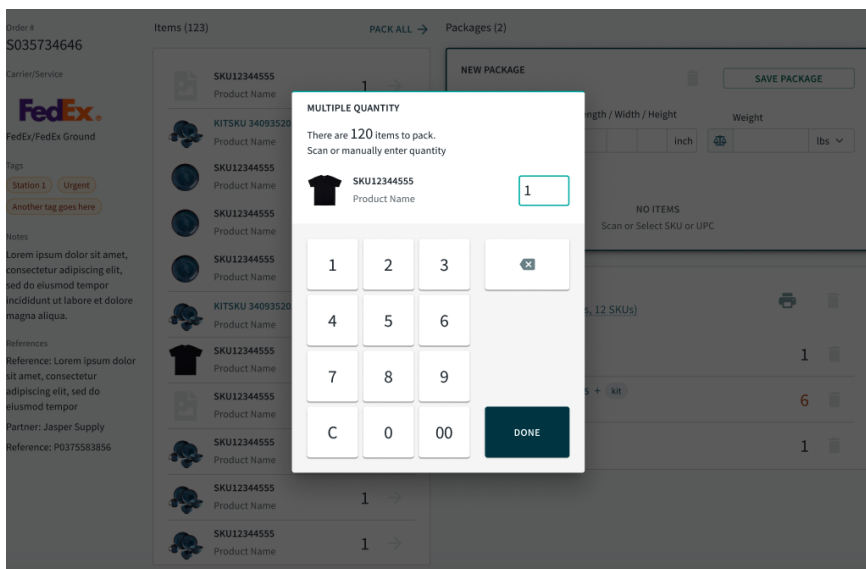 Order #
S035734646
Carrier/Service
FedEx.
FedEx/FedEx Ground
Tags
Station 1
Urgent
Another tag goes here
Notes
Lorem ipsum dolor sit amet,
consectetur adipiscing elit,
sed do eiusmod tempor
incididunt ut labore et dolore
magna aliqua.
References
Reference: Lorem ipsum dolor
sit amet, consectetur
adipiscing elit, sed do
eiusmod tempor
Partner: Jasper Supply
Reference: P0375583856
Items (123)
PACK ALL →
SKU12344555
Product Name
1
KITSKU 34093520
Product Name
SKU12344555
Product Name
SKU12344555
Product Name
SKU12344555
Product Name
KITSKU 34093520
Product Name
SKU12344555
Product Name
SKU12344555
Product Name
SKU12344555
Product Name
SKU12344555
Product Name
1
SKU12344555
Product Name
1
MULTIPLE QUANTITY
There are 120 items to pack.
Scan or manually enter quantity
SKU12344555
Product Name
1
1 2 3
4 5 6
7 8 9
C 0 00
DONE
Packages (2)
NEW PACKAGE
SAVE PACKAGE
ength / Width / Height
Weight
inch
lbs
NO ITEMS
Scan or Select SKU or UPC
s, 12 SKUs)
1
+ kit
6
1